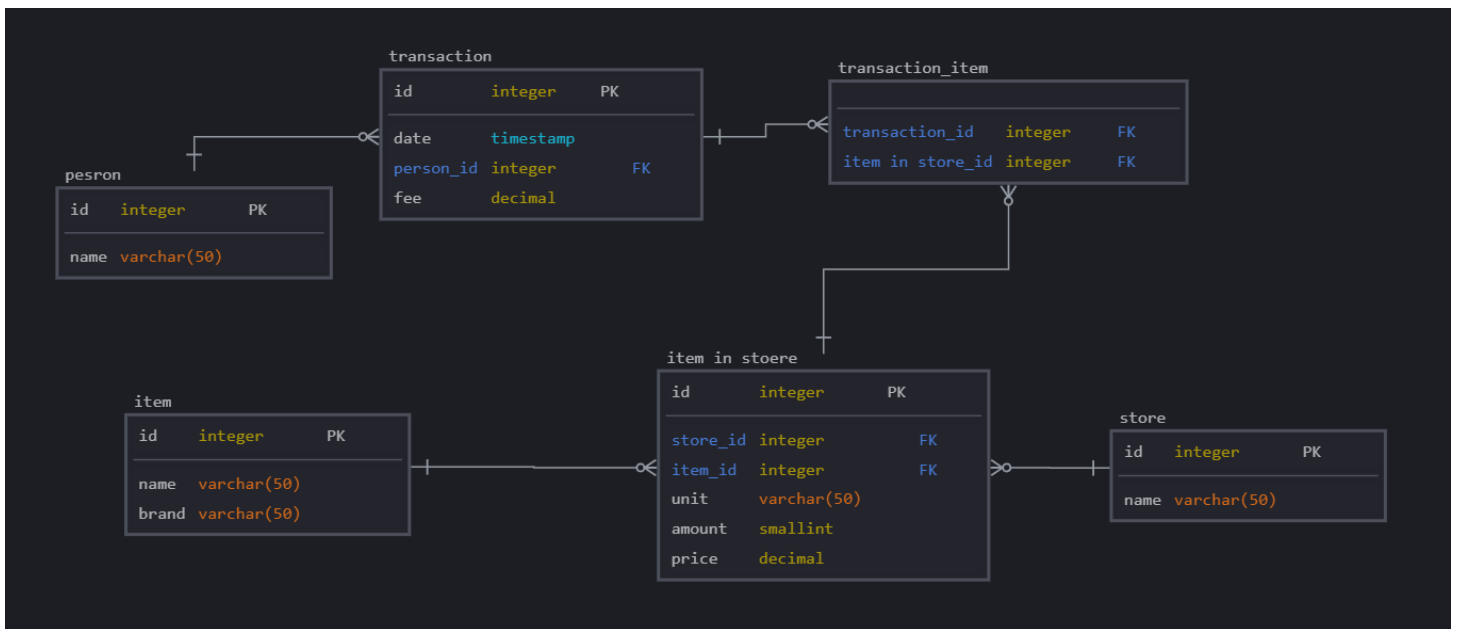 transaction
id integer PK
date timestamp
person_id integer FK
fee decimal
transaction_item
transaction_id integer FK
item in store_id integer FK
pesron
id integer PK
name varchar(50)
item
id integer PK
name varchar(50)
brand varchar(50)
item in stoere
id integer PK
store_id integer FK
item_id integer FK
unit varchar(50)
amount smallint
price decimal
store
id integer PK
name varchar(50)